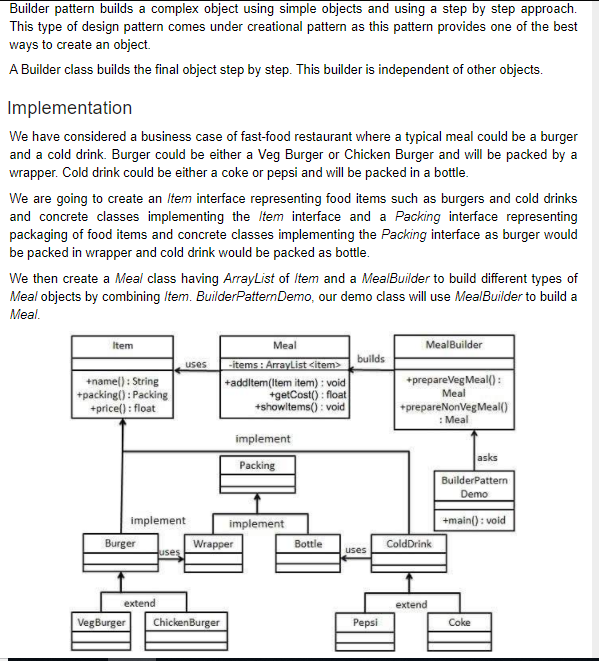 Builder pattern builds a complex object using simple objects and using a step by step approach.
This type of design pattern comes under creational pattern as this pattern provides one of the best
ways to create an object.
A Builder class builds the final object step by step. This builder is independent of other objects.
Implementation
We have considered a business case of fast-food restaurant where a typical meal could be a burger
and a cold drink. Burger could be either a Veg Burger or Chicken Burger and will be packed by a
wrapper. Cold drink could be either a coke or pepsi and will be packed in a bottle.
We are going to create an Item interface representing food items such as burgers and cold drinks
and concrete classes implementing the Item interface and a Packing interface representing
packaging of food items and concrete classes implementing the Packing interface as burger would
be packed in wrapper and cold drink would be packed as bottle.
We then create a Meal class having ArrayList of Item and a MealBuilder to build different types of
Meal objects by combining Item. BuilderPatternDemo, our demo class will use MealBuilder to build a
Meal.
Item
+name() : String
+packing() : Packing
+price() : float
uses
Meal
-items : ArrayList <item>
+addItem(Item item) : void
+getCost() : float
+showItems() : void
builds
MealBuilder
+prepareVegMeal() :
Meal
+prepareNonVegMeal()
: Meal
implement
asks
Packing
BuilderPattern
Demo
+main() : void
implement
implement
Burger
uses
Wrapper
Bottle
uses
ColdDrink
extend
extend
VegBurger
ChickenBurger
Pepsi
Coke